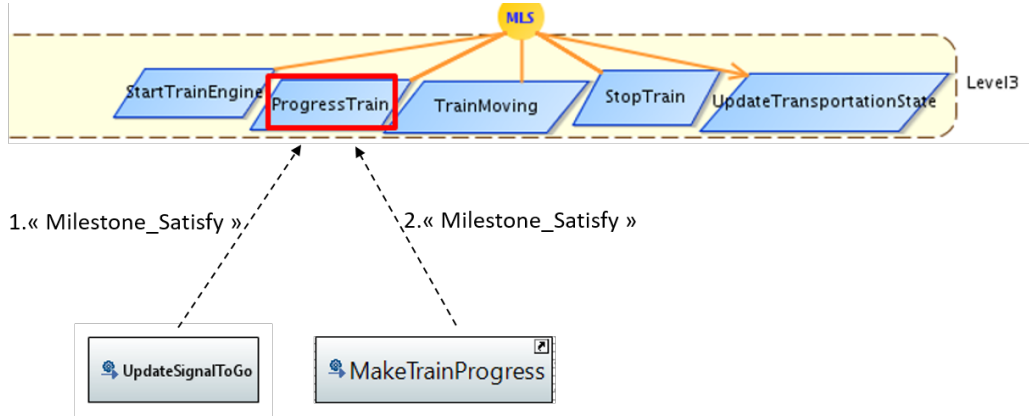 MLS
StartTrainEngine
ProgressTrain
TrainMoving
StopTrain
UpdateTransportationState
Level3
1.« Milestone_Satisfy »
2.« Milestone_Satisfy »
UpdateSignalToGo
MakeTrainProgress